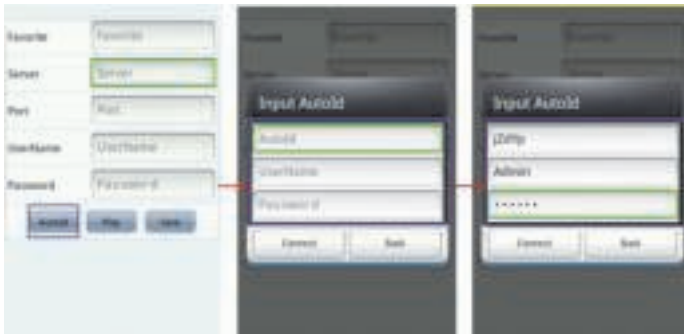 Favorite
Favorite
Server
Server
Port
Port
UserName
UserName
Password
Password
AutoId
Play
Input AutoId
AutoId
UserName
Password
Connect
Back
Input AutoId
Admin
••••••
Connect
Back